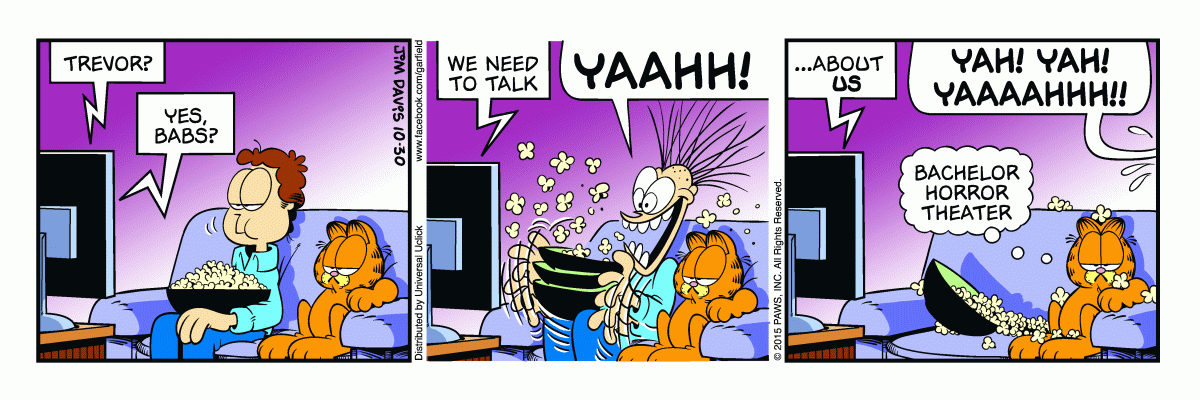 TREVOR?
YES,
BABS?
JIM DAVIS 10-30
www.facebook.com/garfield
Distributed by Universal Uclick
WE NEED
TO TALK
YAAHH!
© 2015 PAWS, INC. All Rights Reserved.
...ABOUT
US
YAH! YAH!
YAAAAHHH!!
BACHELOR
HORROR
THEATER